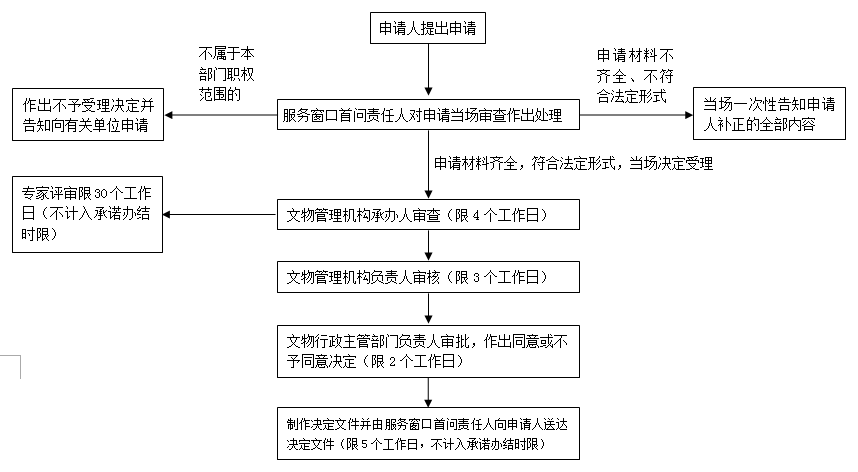 申请人提出申请
不属于本
部门职权
范围的
申请材料不
齐全、不符
合法定形式
作出不予受理决定并
告知向有关单位申请
服务窗口首问责任人对申请当场审查作出处理
当场一次性告知申请
人补正的全部内容
申请材料齐全，符合法定形式，当场决定受理
专家评审限30个工作
日（不计入承诺办结
时限）
文物管理机构承办人审查（限4个工作日）
文物管理机构负责人审核（限3个工作日）
文物行政主管部门负责人审批，作出同意或不
予同意决定（限2个工作日）
制作决定文件并由服务窗口首问责任人向申请人送达
决定文件（限5个工作日，不计入承诺办结时限）